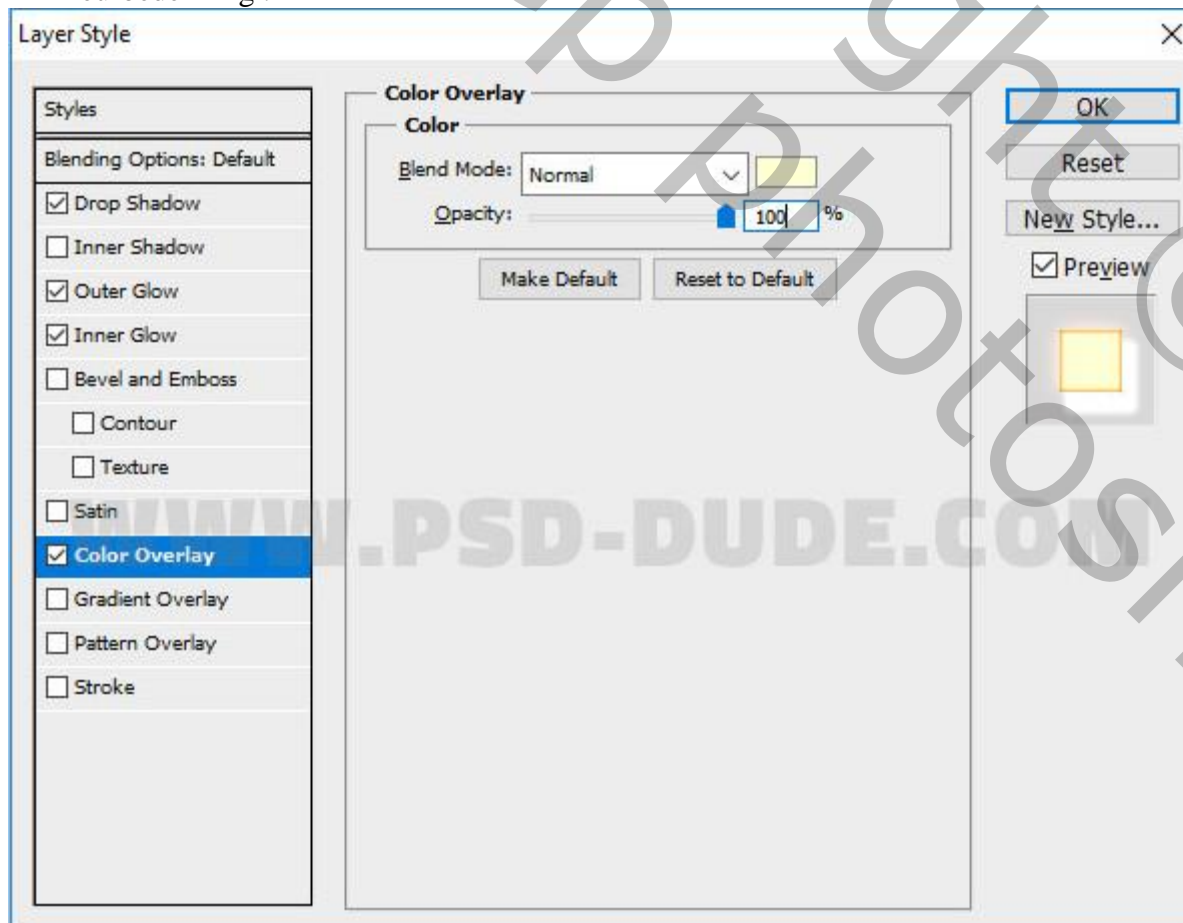 Layer Style
Styles
Blending Options: Default
Drop Shadow
Inner Shadow
Outer Glow
Inner Glow
Bevel and Emboss
Contour
Texture
Satin
Color Overlay
Gradient Overlay
Pattern Overlay
Stroke
Color Overlay
Color
Blend Mode: Normal
Opacity: 100 %
Make Default Reset to Default
OK
Reset
New Style...
Preview
WWW.PSD-DUDE.COM